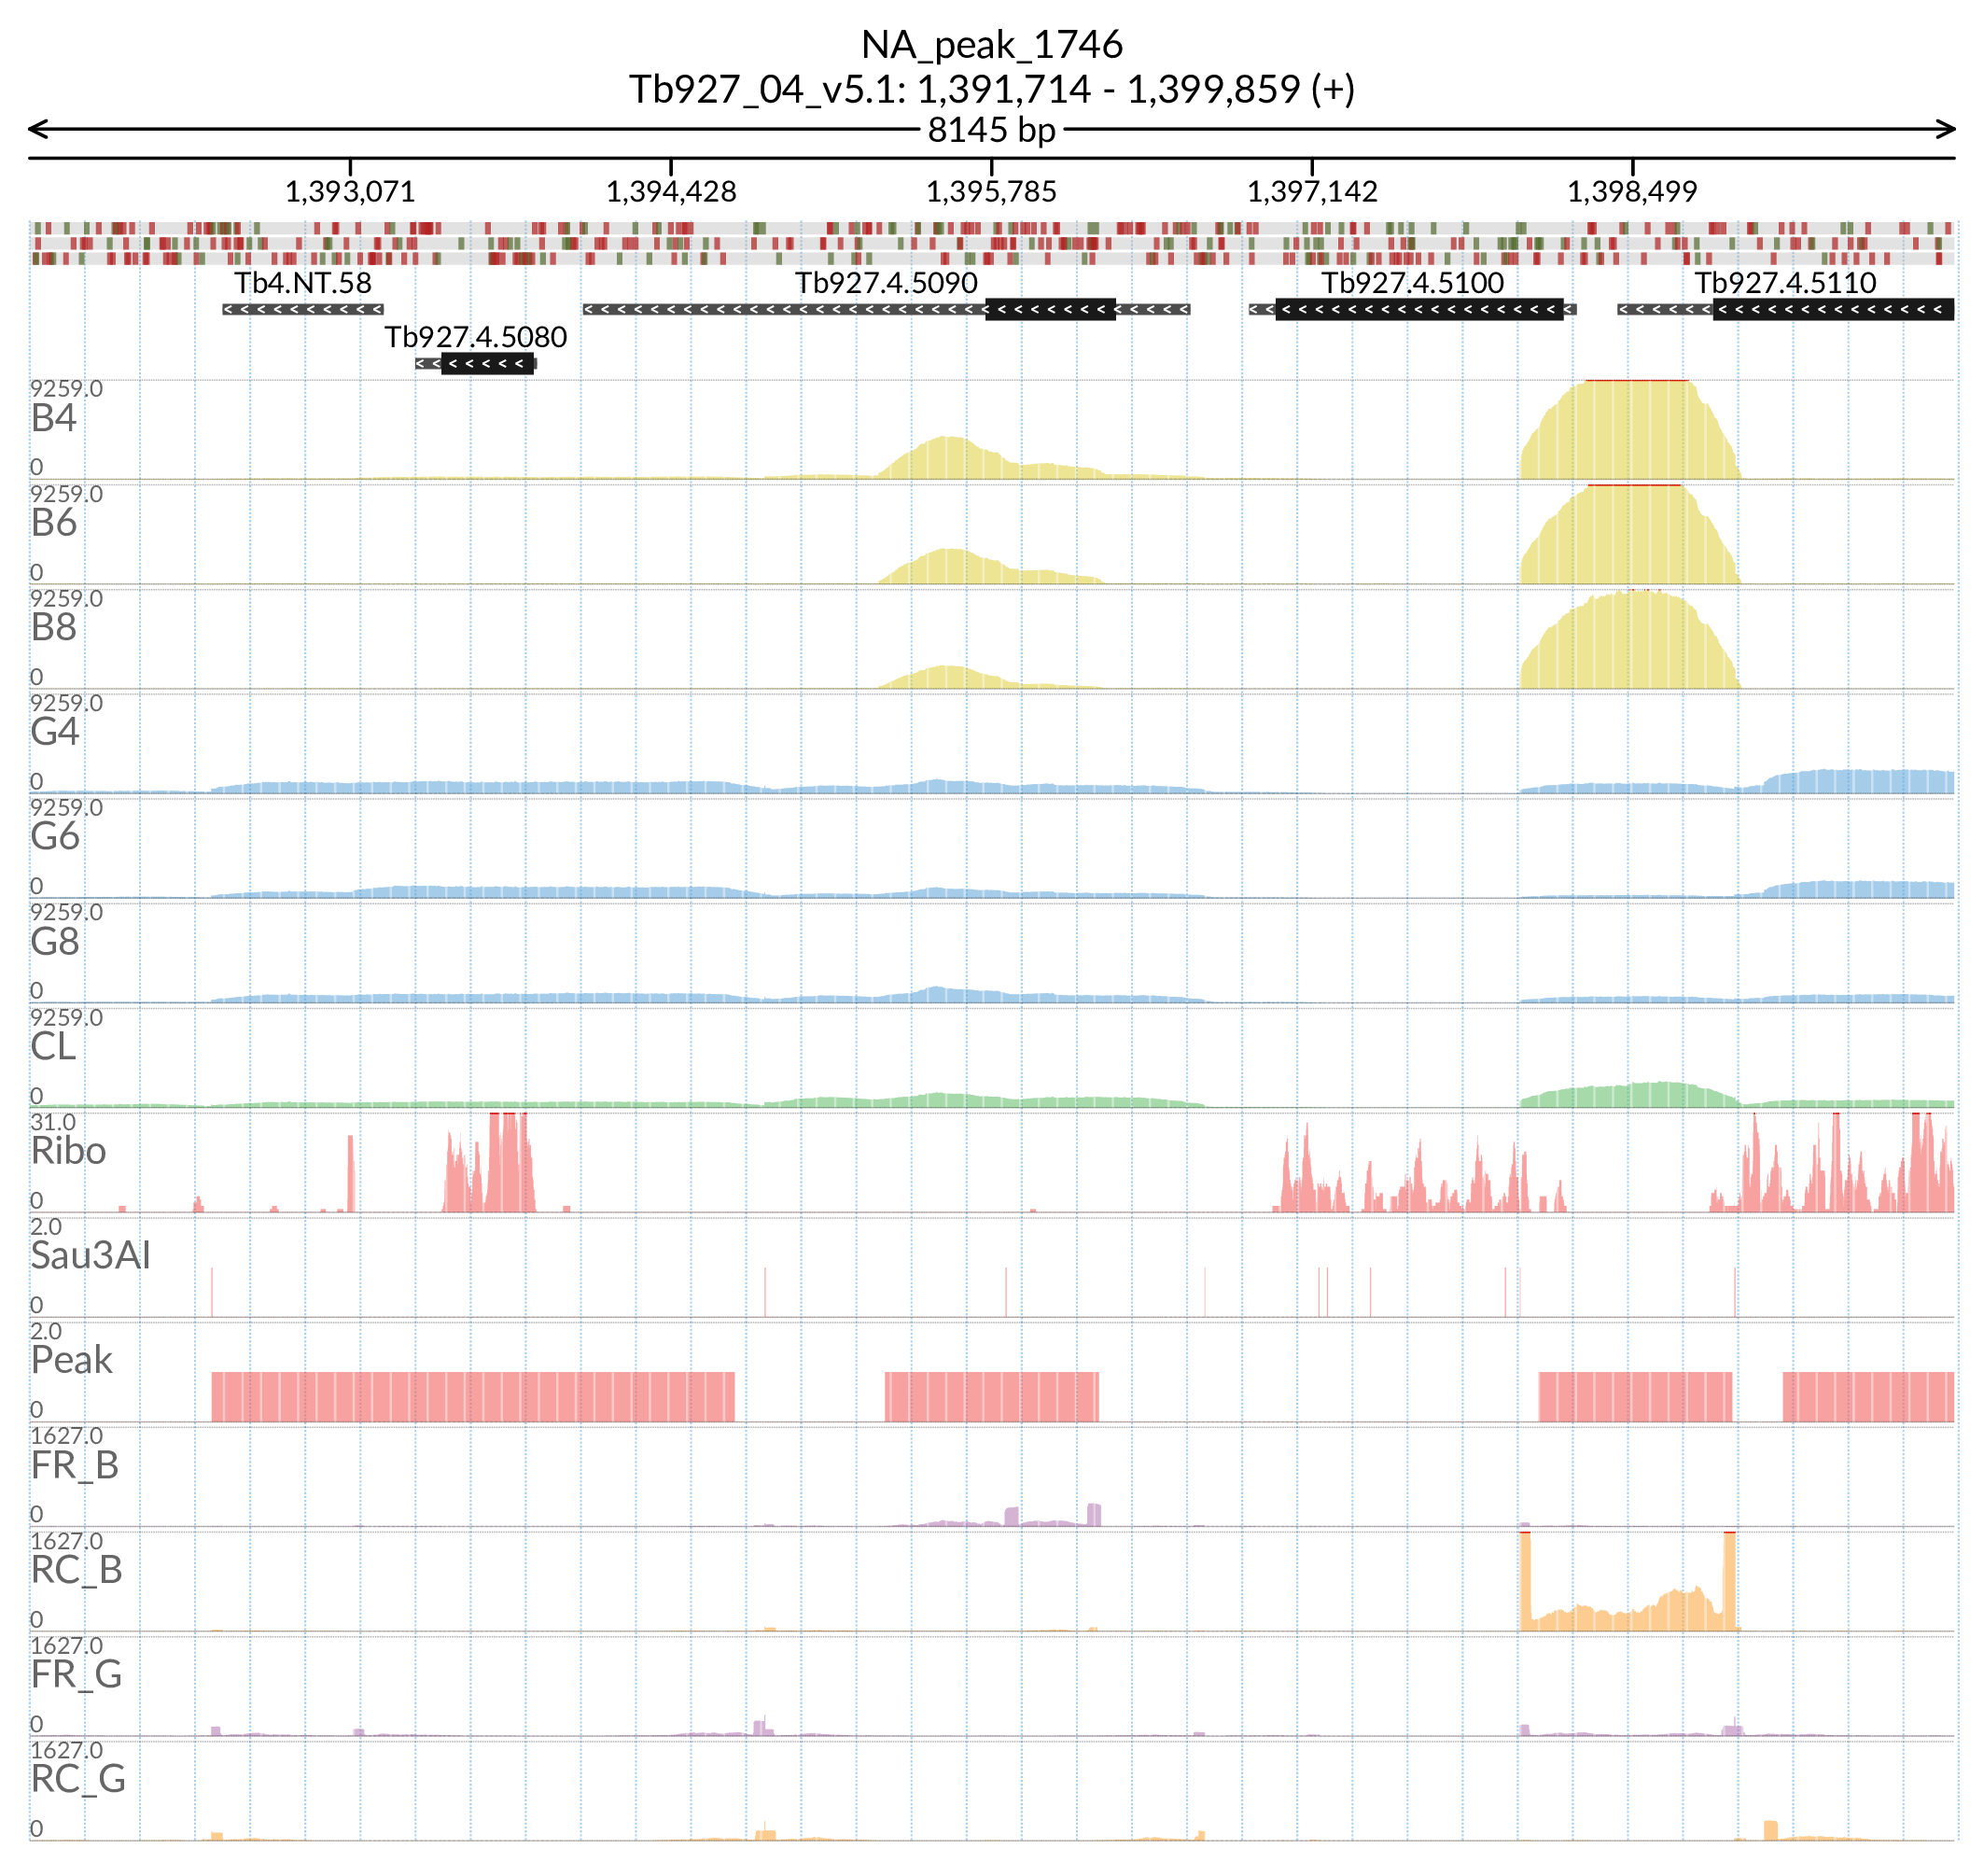 NA_peak_1746
Tb927_04_v5.1: 1,391,714 - 1,399,859 (+)
8145 bp
1,393,071 1,394,428 1,395,785 1,397,142 1,398,499
Tb4.NT.58 Tb927.4.5090 Tb927.4.5100 Tb927.4.5110
Tb927.4.5080
9259.0
B4
0
9259.0
B6
0
9259.0
B8
0
9259.0
G4
0
9259.0
G6
0
9259.0
G8
0
9259.0
CL
0
31.0
Ribo
0
2.0
Sau3AI
0
2.0
Peak
0
1627.0
FR_B
0
1627.0
RC_B
0
1627.0
FR_G
0
1627.0
RC_G
0